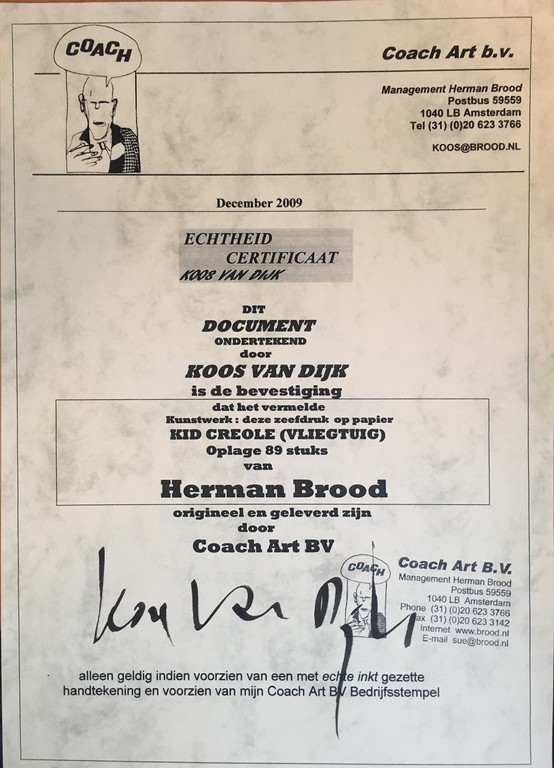 COACH
Coach Art b.v.
Management Herman Brood
Postbus 59559
1040 LB Amsterdam
Tel (31) (0)20 623 3766
KOOS@BROOD.NL
December 2009
ECHTHEID
CERTIFICAAT
KOOS VAN DIJK
DIT
DOCUMENT
ONDERTEKEND
door
KOOS VAN DIJK
is de bevestiging
dat het vermelde
Kunstwerk : deze zeefdruk op papier
KID CREOLE (VLIEGTUIG)
Oplage 89 stuks
van
Herman Brood
origineel en geleverd zijn
door
Coach Art BV
COACH
Coach Art B.V.
Management Herman Brood
Postbus 59559
1040 LB Amsterdam
Phone (31) (0)20 623 3766
Fax (31) (0)20 623 3142
Internet www.brood.nl
E-mail sue@brood.nl
Koos van Dijk
alleen geldig indien voorzien van een met echte inkt gezette
handtekening en voorzien van mijn Coach Art BV Bedrijfsstempel